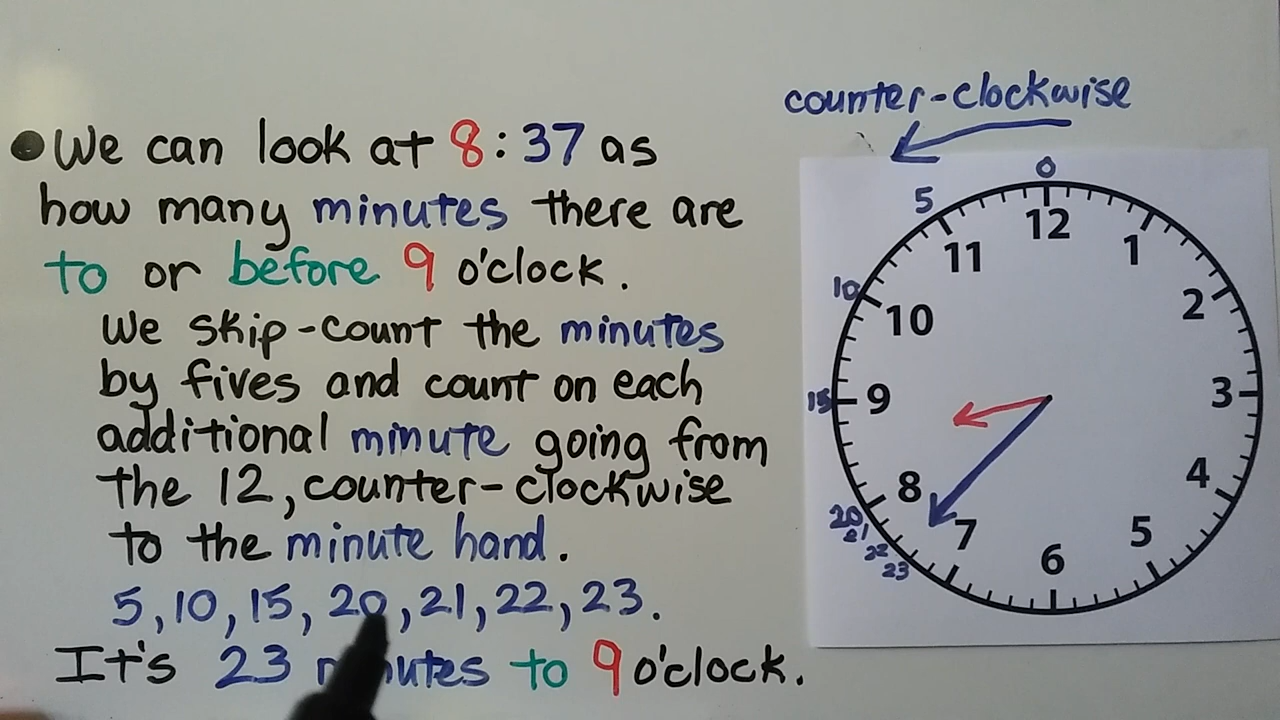 counter-clockwise
We can look at 8:37 as
how many minutes there are
to or before 9 o'clock.
We skip-count the minutes
by fives and count on each
additional minute going from
the 12, counter-clockwise
to the minute hand.
5, 10, 15, 20, 21, 22, 23.
It's 23 minutes to 9 o'clock.
0
5
10
15
20
21
22
23
12
1
2
3
4
5
6
7
8
9
10
11